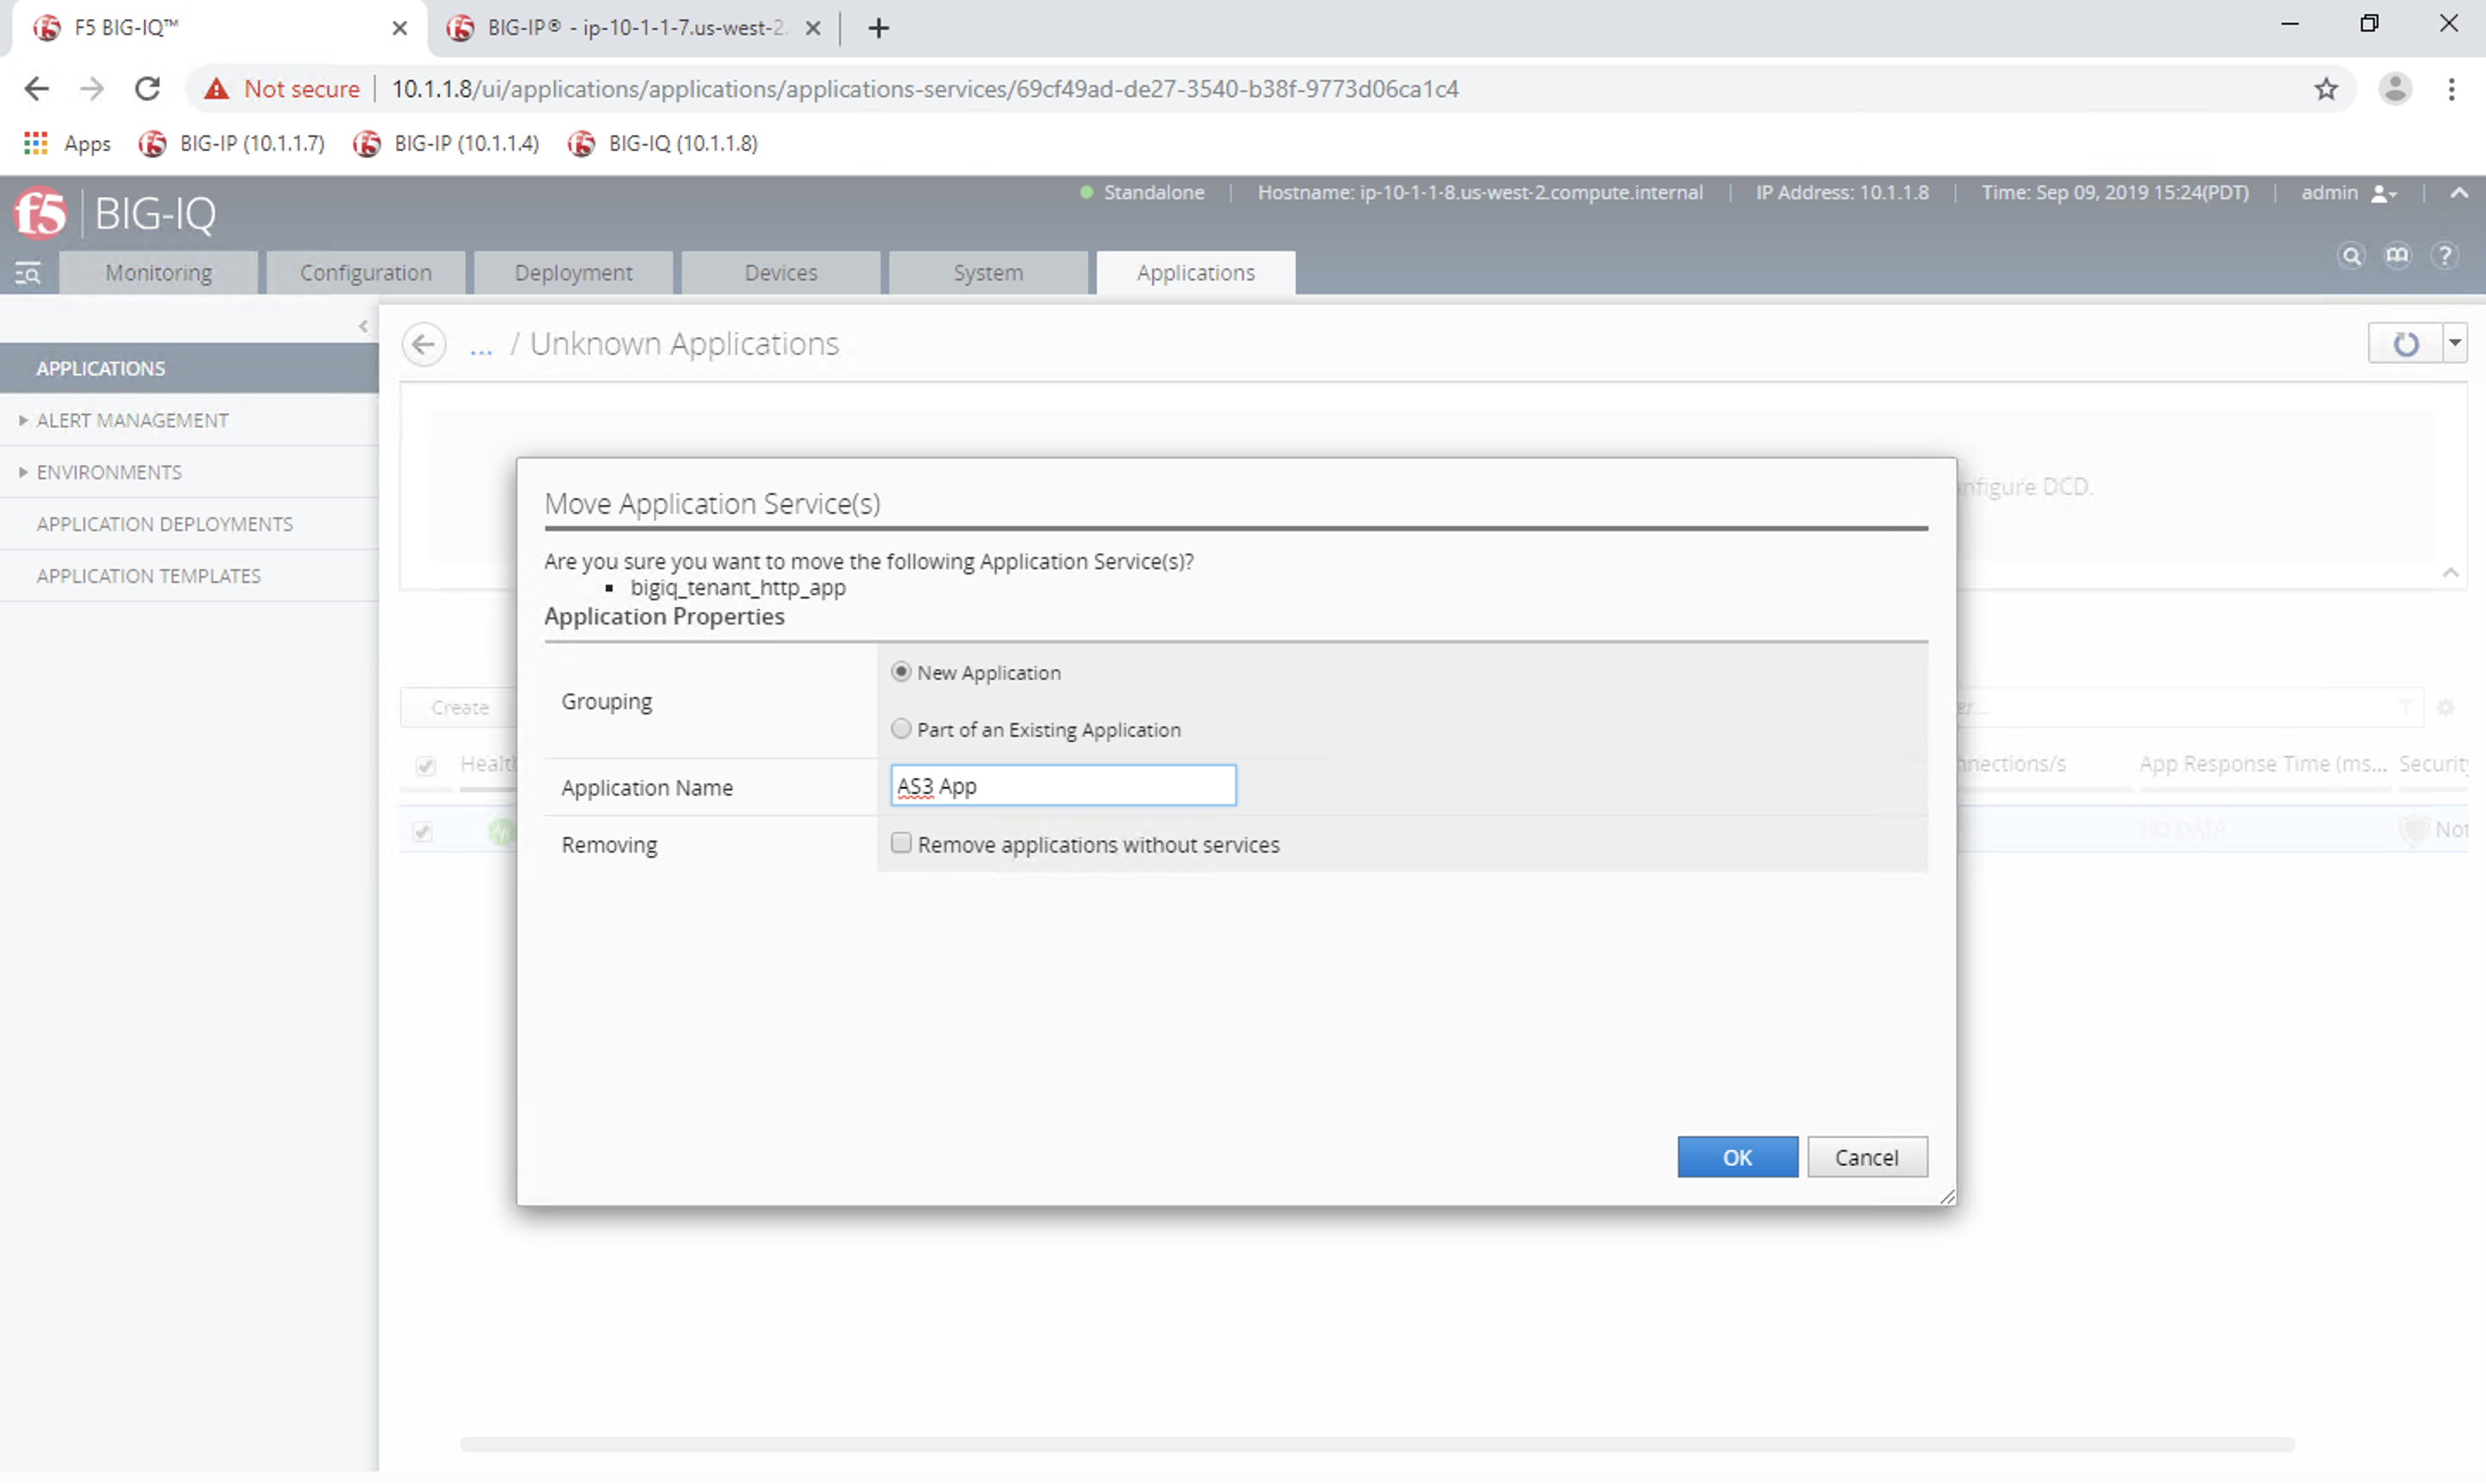 F5 BIG-IQ™
BIG-IP® - ip-10-1-1-7.us-west-2.
Not secure | 10.1.1.8/ui/applications/applications/applications-services/69cf49ad-de27-3540-b38f-9773d06ca1c4
Apps BIG-IP (10.1.1.7) BIG-IP (10.1.1.4) BIG-IQ (10.1.1.8)
f5 BIG-IQ
Standalone | Hostname: ip-10-1-1-8.us-west-2.compute.internal | IP Address: 10.1.1.8 | Time: Sep 09, 2019 15:24(PDT) | admin
Monitoring Configuration Deployment Devices System Applications
... / Unknown Applications
APPLICATIONS
ALERT MANAGEMENT
ENVIRONMENTS
APPLICATION DEPLOYMENTS
APPLICATION TEMPLATES
nfigure DCD.
Move Application Service(s)
Are you sure you want to move the following Application Service(s)?
▪ bigiq_tenant_http_app
Application Properties
Grouping
New Application
Part of an Existing Application
Application Name
AS3 App
Removing
Remove applications without services
OK Cancel
Create
er...
Healt
nnections/s App Response Time (ms... Security
NO DATA Not